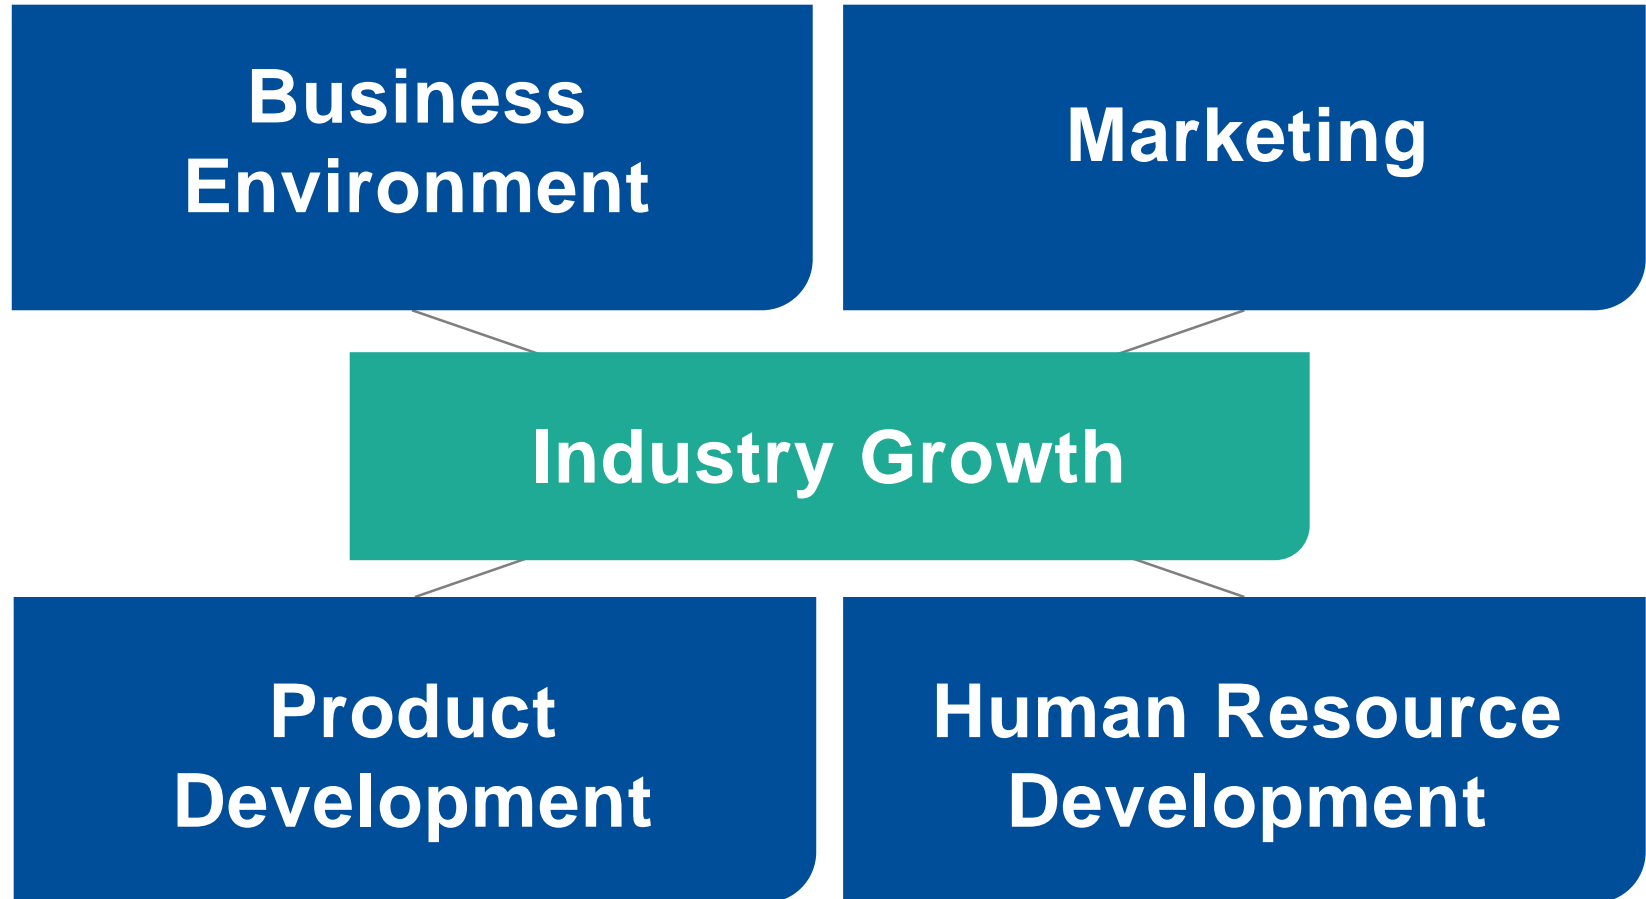 Business
Environment
Marketing
Industry Growth
Product
Development
Human Resource
Development